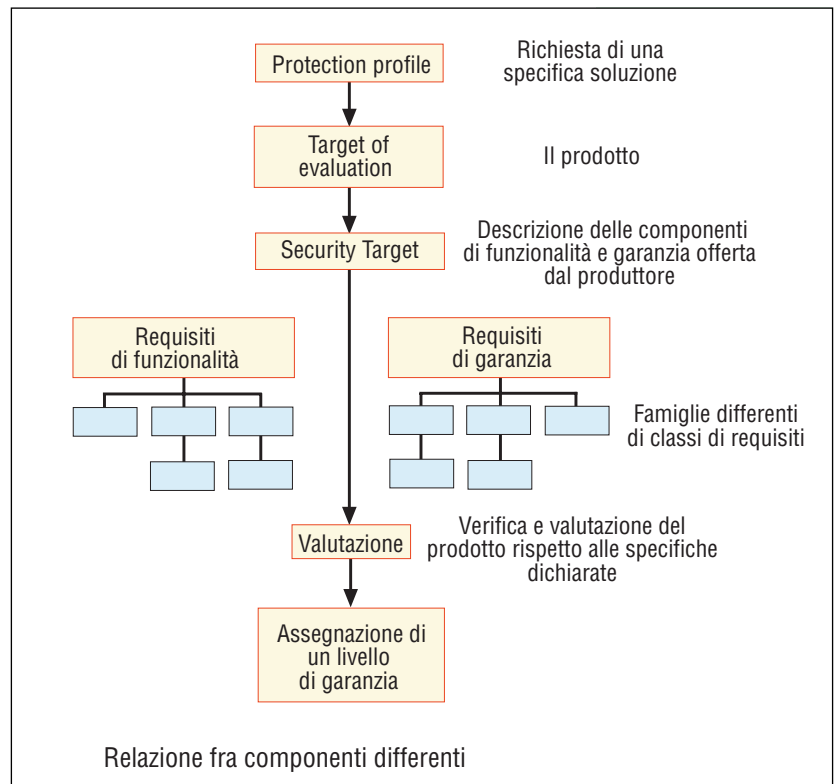 Protection profile
Richiesta di una
specifica soluzione
Target of
evaluation
Il prodotto
Security Target
Descrizione delle componenti
di funzionalità e garanzia offerta
dal produttore
Requisiti
di funzionalità
Requisiti
di garanzia
Famiglie differenti
di classi di requisiti
Valutazione
Verifica e valutazione del
prodotto rispetto alle specifiche
dichiarate
Assegnazione di
un livello
di garanzia
Relazione fra componenti differenti